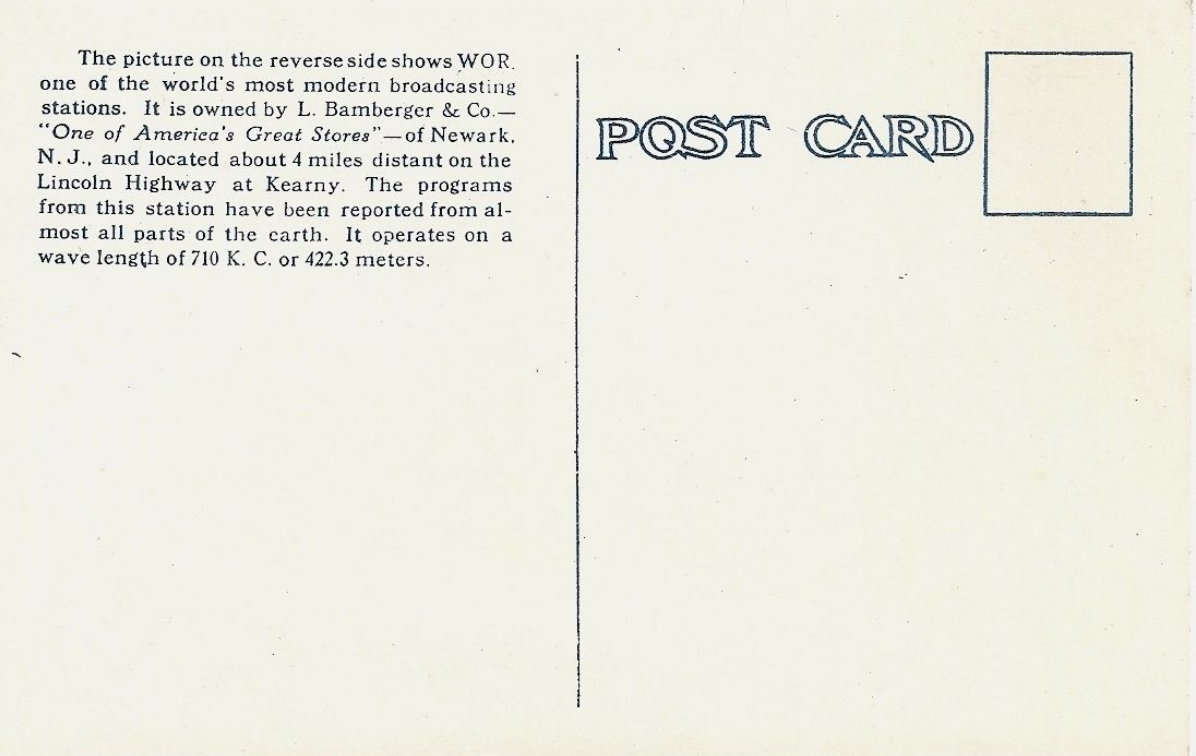 The picture on the reverse side shows WOR,
one of the world's most modern broadcasting
stations. It is owned by L. Bamberger & Co.—
"One of America's Great Stores"—of Newark,
N. J., and located about 4 miles distant on the
Lincoln Highway at Kearny. The programs
from this station have been reported from al-
most all parts of the earth. It operates on a
wave length of 710 K. C. or 422.3 meters.
POST CARD